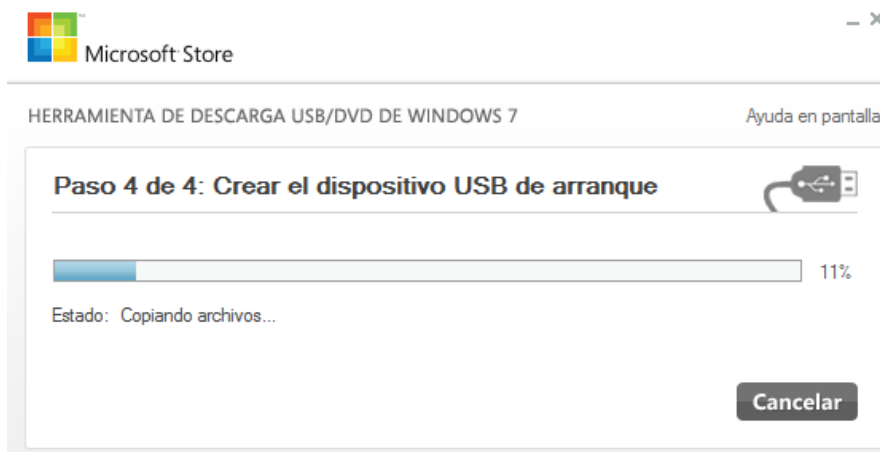 Microsoft Store
HERRAMIENTA DE DESCARGA USB/DVD DE WINDOWS 7
Ayuda en pantalla
Paso 4 de 4: Crear el dispositivo USB de arranque
11%
Estado: Copiando archivos...
Cancelar